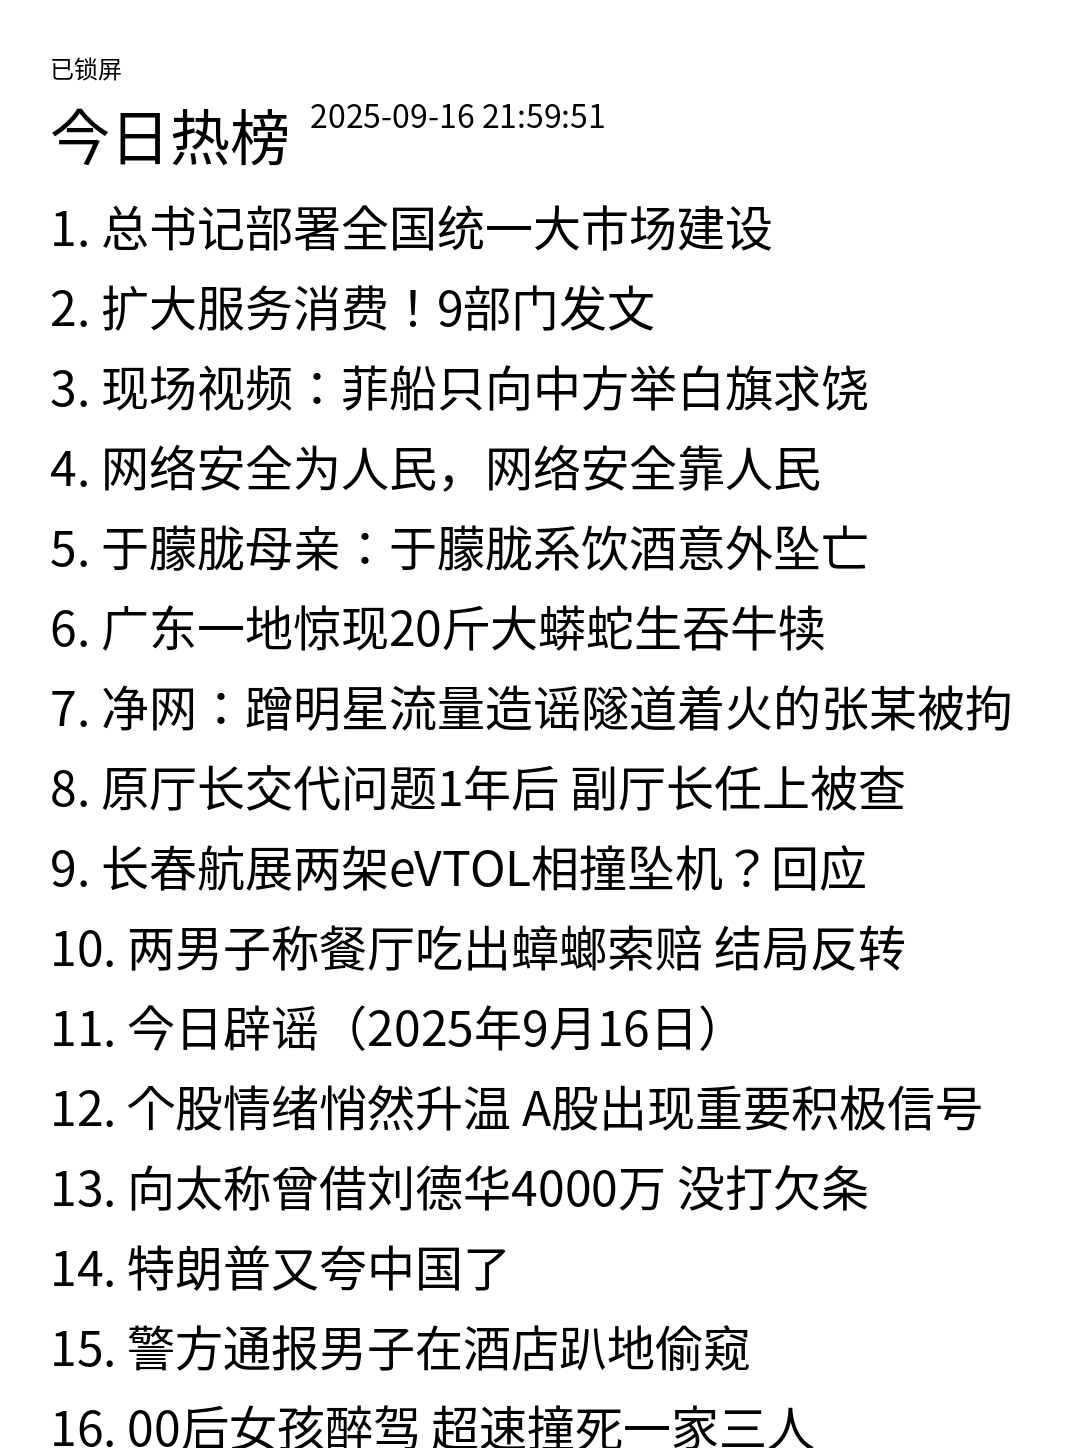 已锁屏
今日热榜 2025-09-16 21:59:51
1. 总书记部署全国统一大市场建设
2. 扩大服务消费！9部门发文
3. 现场视频：菲船只向中方举白旗求饶
4. 网络安全为人民，网络安全靠人民
5. 于朦胧母亲：于朦胧系饮酒意外坠亡
6. 广东一地惊现20斤大蟒蛇生吞牛犊
7. 净网：蹭明星流量造谣隧道着火的张某被拘
8. 原厅长交代问题1年后 副厅长任上被查
9. 长春航展两架eVTOL相撞坠机？回应
10. 两男子称餐厅吃出蟑螂索赔 结局反转
11. 今日辟谣（2025年9月16日）
12. 个股情绪悄然升温 A股出现重要积极信号
13. 向太称曾借刘德华4000万 没打欠条
14. 特朗普又夸中国了
15. 警方通报男子在酒店趴地偷窥
16. 00后女孩醉驾 超速撞死一家三人